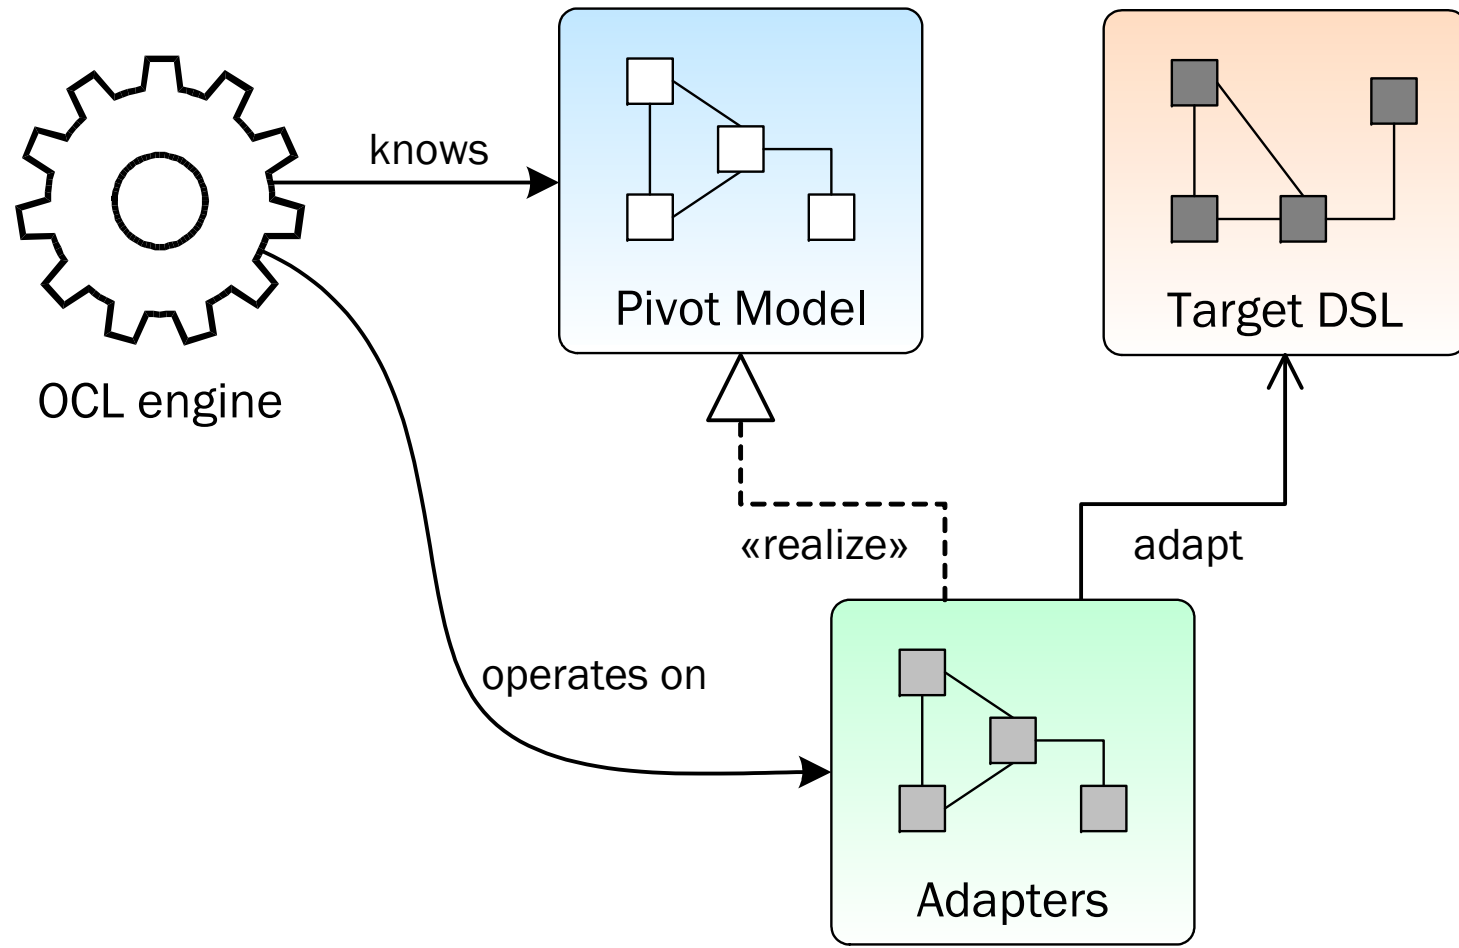 knows
Pivot Model
Target DSL
OCL engine
«realize»
adapt
operates on
Adapters